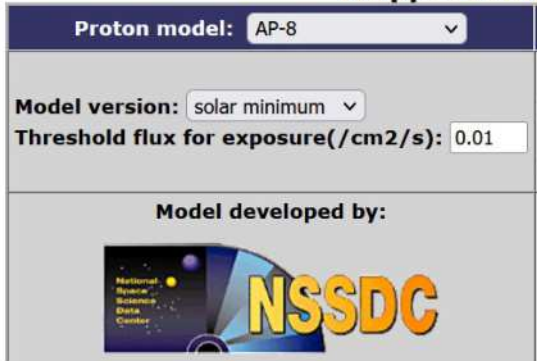 Proton model: AP-8
Model version: solar minimum
Threshold flux for exposure(/cm2/s): 0.01
Model developed by:
National
Space
Science
Data
Center
NSSDC